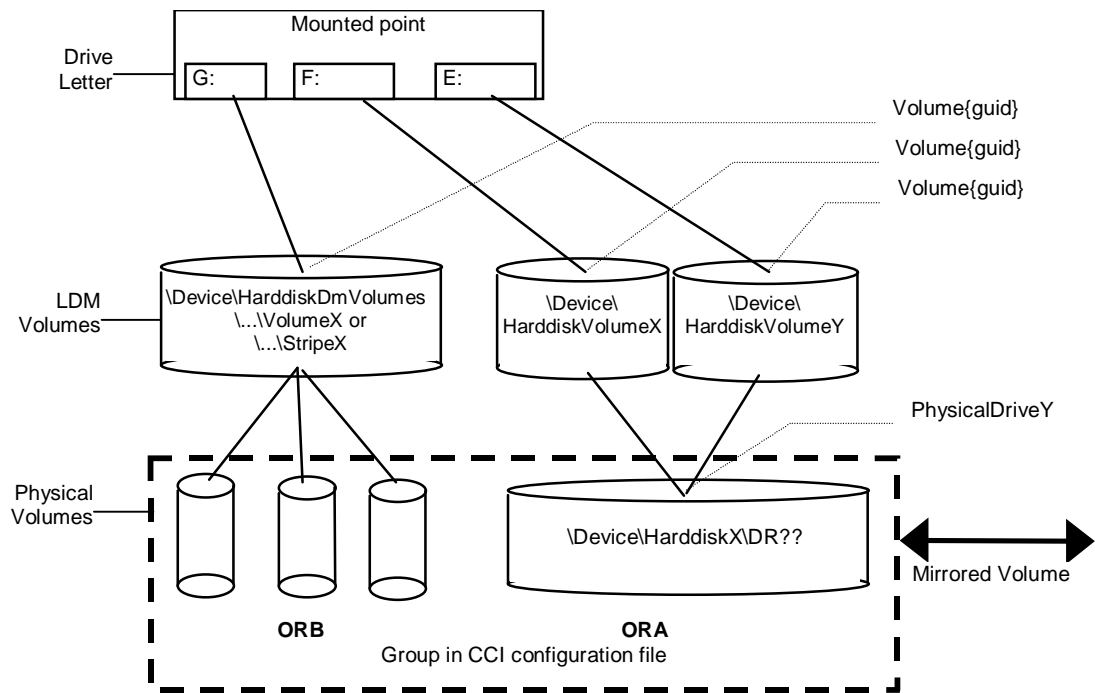 Mounted point
Drive
Letter
G:
F:
E:
Volume{guid}
Volume{guid}
Volume{guid}
LDM
Volumes
\Device\HarddiskDmVolumes
\...\VolumeX or
\...\StripeX
\Device\
HarddiskVolumeX
\Device\
HarddiskVolumeY
PhysicalDriveY
Physical
Volumes
\Device\HarddiskX\DR??
Mirrored Volume
ORB
ORA
Group in CCI configuration file